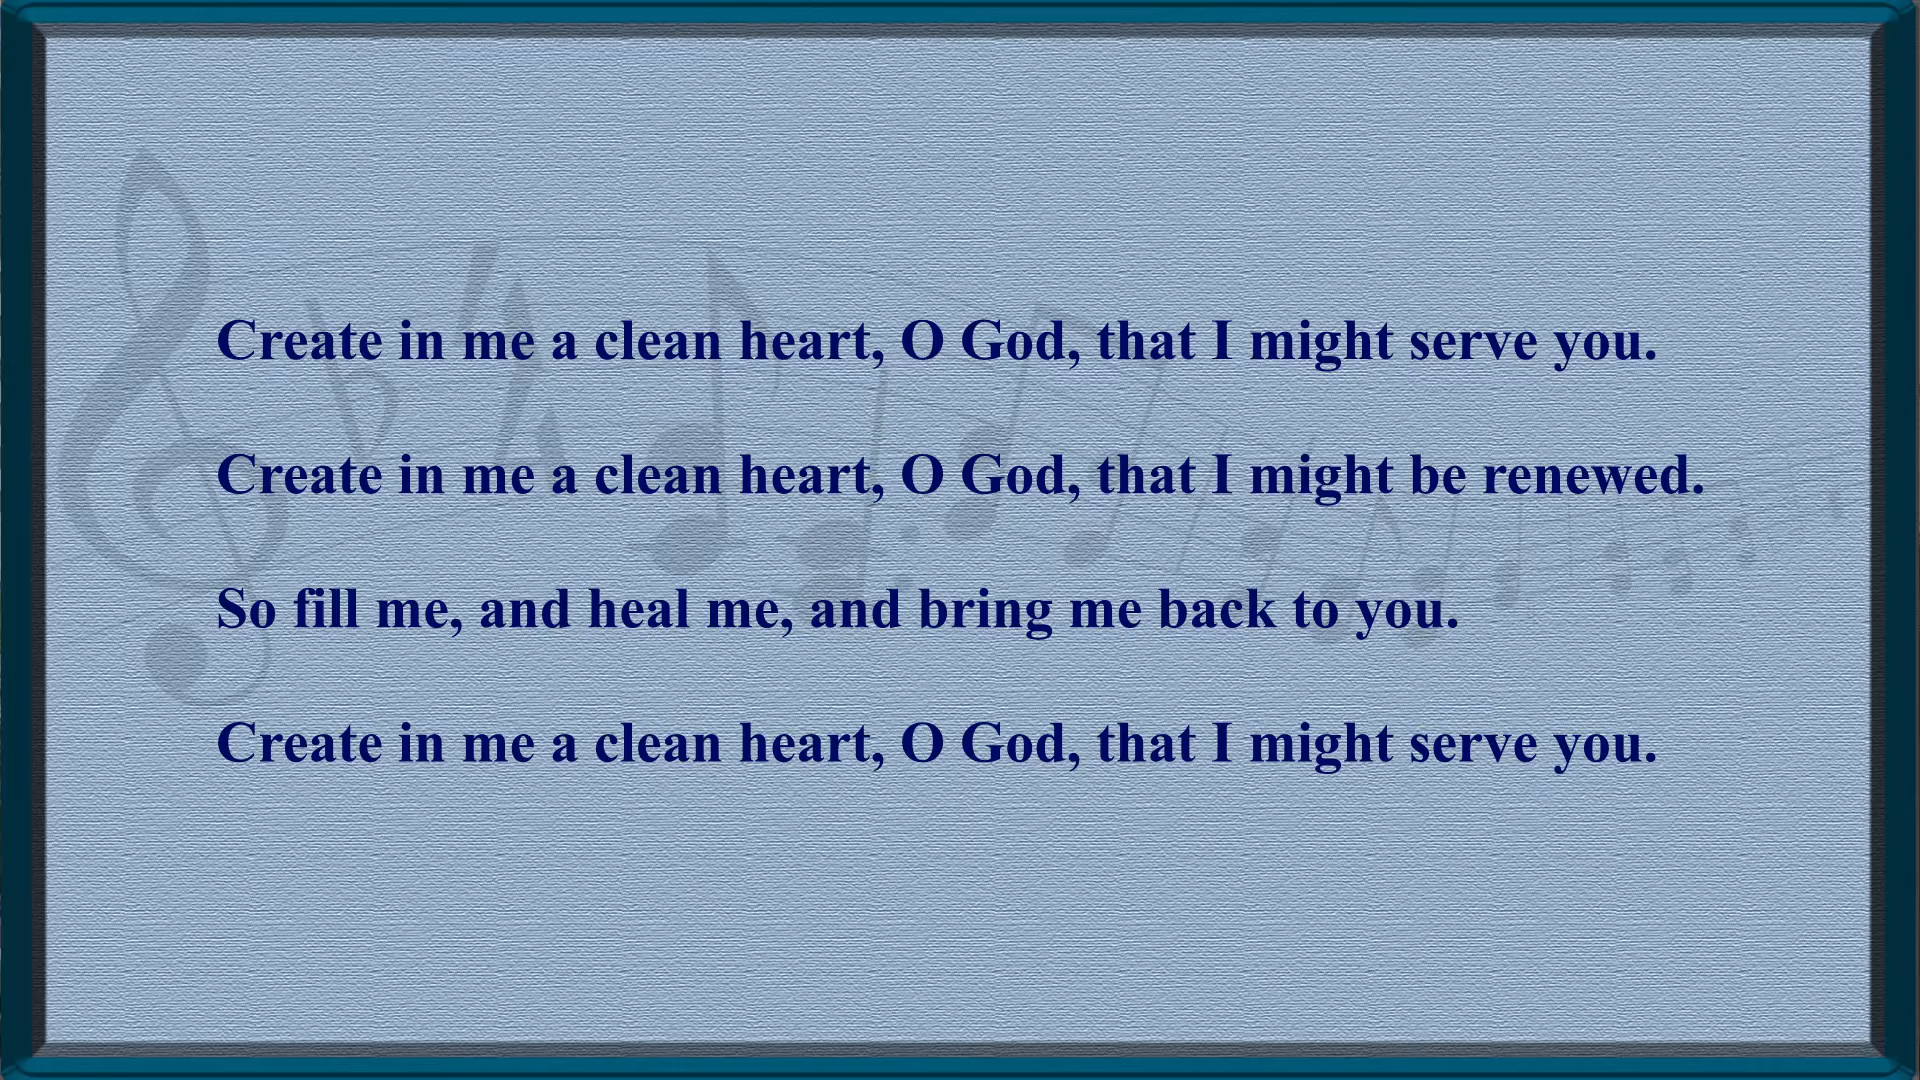 Create in me a clean heart, O God, that I might serve you.
Create in me a clean heart, O God, that I might be renewed.
So fill me, and heal me, and bring me back to you.
Create in me a clean heart, O God, that I might serve you.